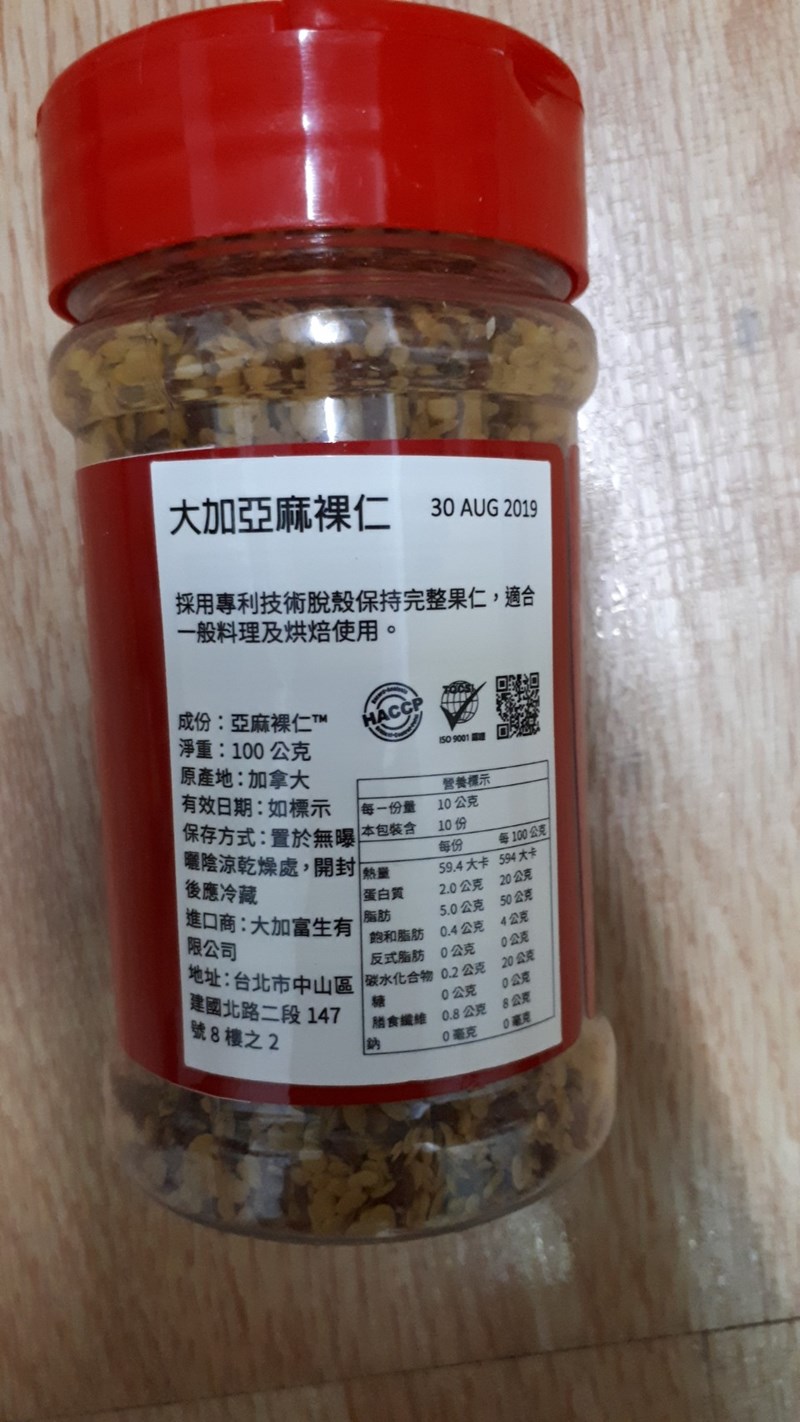 大加亞麻裸仁 30 AUG 2019
採用專利技術脫殼保持完整果仁，適合
一般料理及烘焙使用。
HACCP
ISO 9001
成份：亞麻裸仁™
淨重：100 公克
原產地：加拿大
有效日期：如標示
保存方式：置於無曝
曬陰涼乾燥處，開封
後應冷藏
進口商：大加富生有
限公司
地址：台北市中山區
建國北路二段 147
號 8 樓之 2
營養標示
每一份量 10 公克
本包裝含 10 份
每份 每 100 公克
熱量 59.4 大卡 594 大卡
蛋白質 2.0 公克 20 公克
脂肪 5.0 公克 50 公克
飽和脂肪 0.4 公克 4 公克
反式脂肪 0 公克 0 公克
碳水化合物 0.2 公克 20 公克
糖 0 公克 0 公克
膳食纖維 0.8 公克 8 公克
鈉 0 毫克 0 毫克